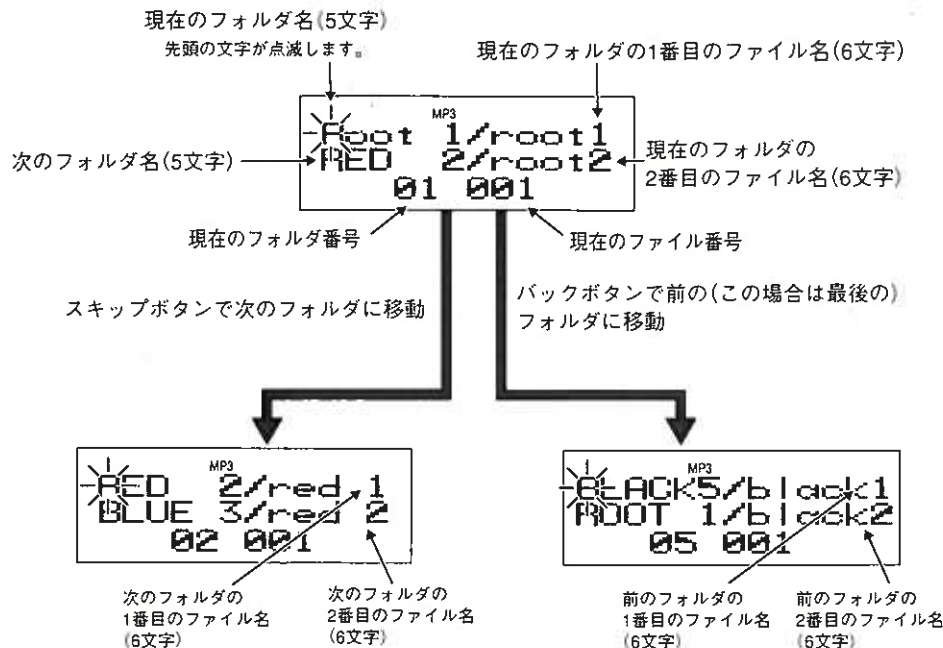 現在のフォルダ名(5文字)
先頭の文字が点滅します。
現在のフォルダの1番目のファイル名(6文字)
MP3
Root 1/root1
次のフォルダ名(5文字)
RED 2/root2
現在のフォルダの
2番目のファイル名(6文字)
01 001
現在のフォルダ番号
現在のファイル番号
スキップボタンで次のフォルダに移動
バックボタンで前の(この場合は最後の)
フォルダに移動
MP3
RED 2/red 1
BLUE 3/red 2
02 001
MP3
BLACK5/black1
ROOT 1/black2
05 001
次のフォルダの
1番目のファイル名
(6文字)
次のフォルダの
2番目のファイル名
(6文字)
前のフォルダの
1番目のファイル名
(6文字)
前のフォルダの
2番目のファイル名
(6文字)